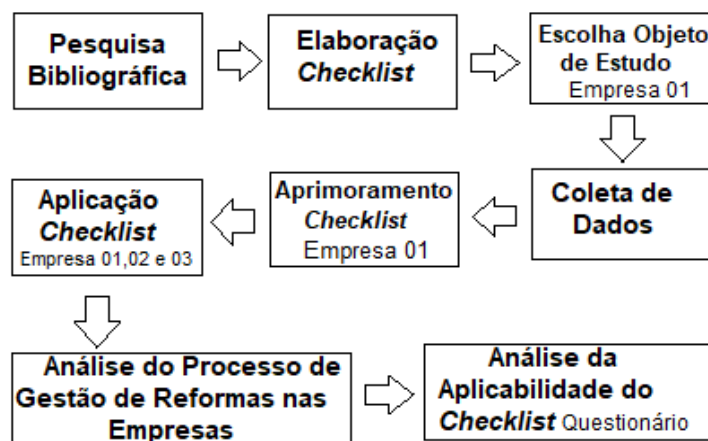 Pesquisa
Bibliográfica
Elaboração
Checklist
Escolha Objeto
de Estudo
Empresa 01
Coleta de
Dados
Aprimoramento
Checklist
Empresa 01
Aplicação
Checklist
Empresa 01,02 e 03
Análise do Processo de
Gestão de Reformas nas
Empresas
Análise da
Aplicabilidade do
Checklist Questionário